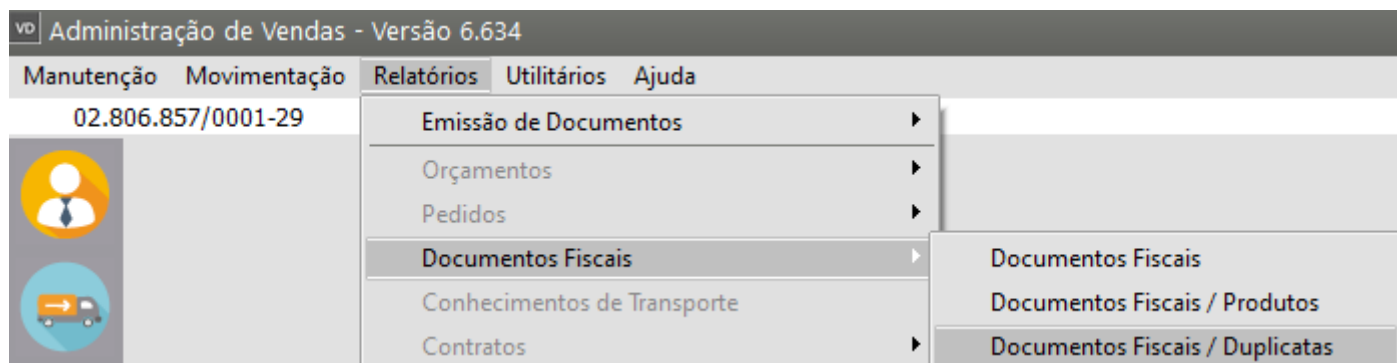 VD Administração de Vendas - Versão 6.634
Manutenção Movimentação Relatórios Utilitários Ajuda
02.806.857/0001-29
Emissão de Documentos
Orçamentos
Pedidos
Documentos Fiscais
Conhecimentos de Transporte
Contratos
Documentos Fiscais
Documentos Fiscais / Produtos
Documentos Fiscais / Duplicatas